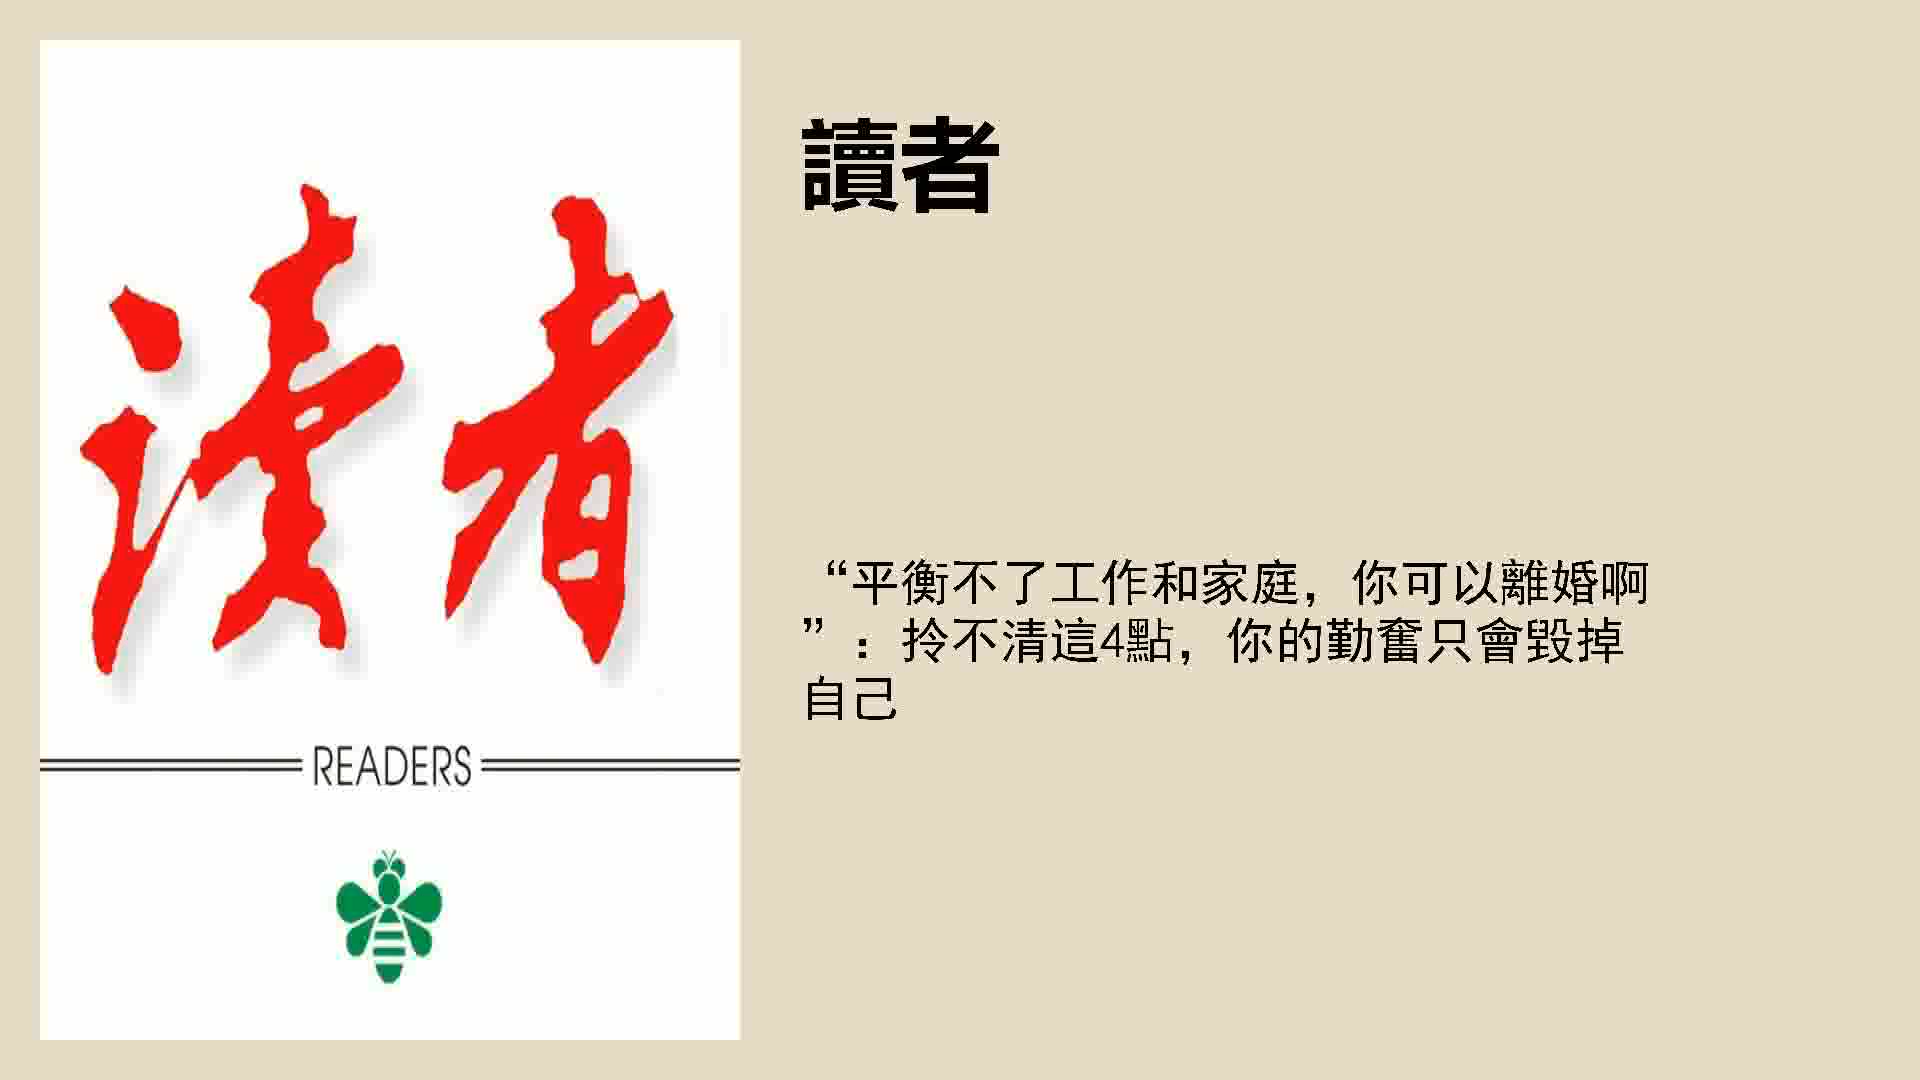 读者
READERS
讀者
“平衡不了工作和家庭，你可以離婚啊
”：拎不清這4點，你的勤奮只會毀掉
自己